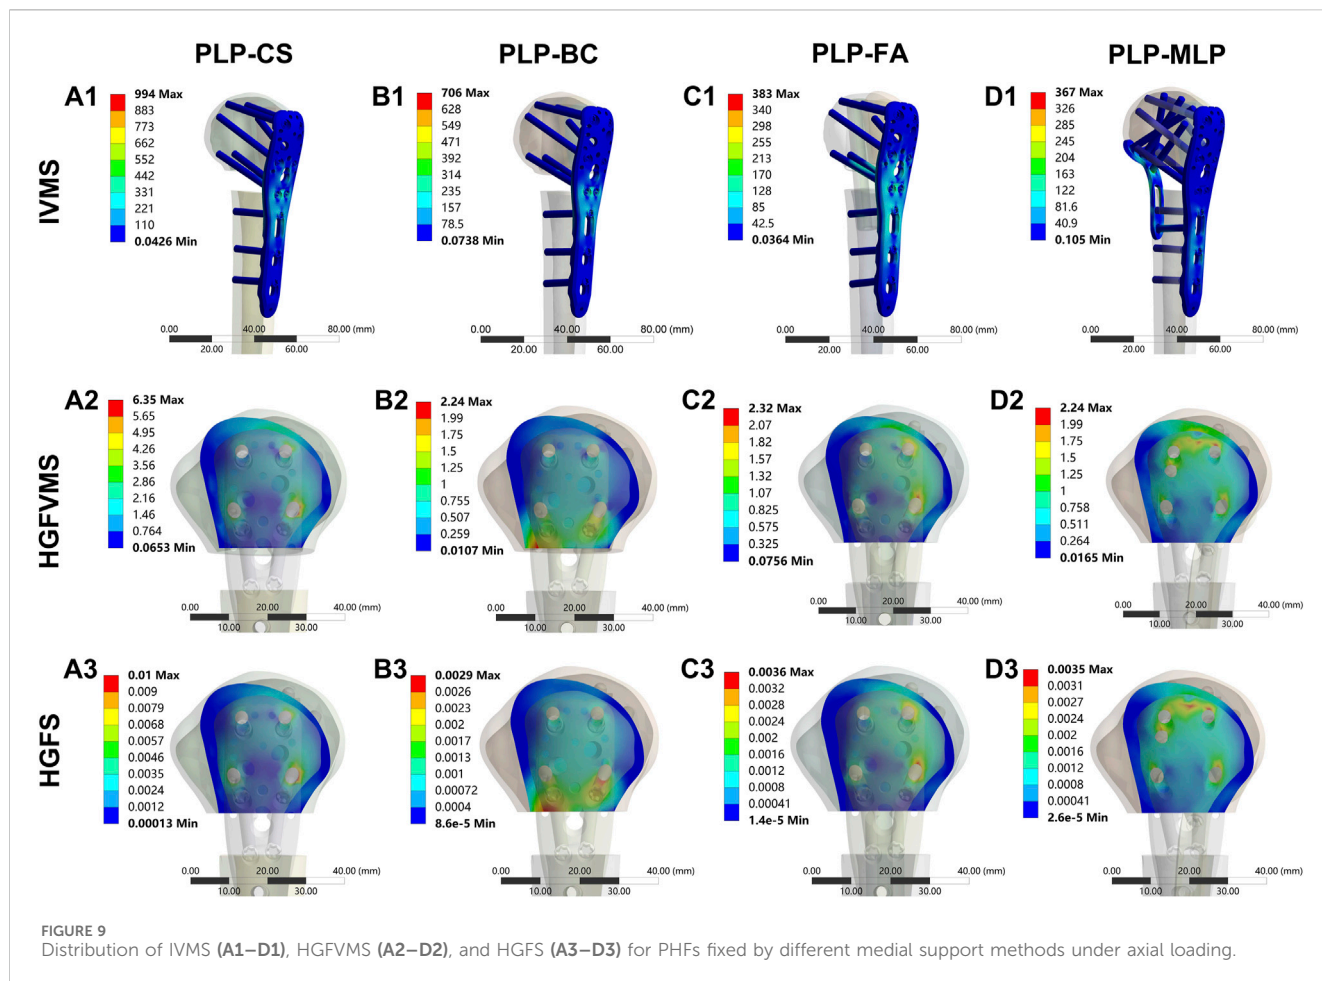 PLP-CS PLP-BC PLP-FA PLP-MLP
IVMS
A1
994 Max
883
773
662
552
442
331
221
110
0.0426 Min
0.00 40.00 80.00 (mm)
20.00 60.00
B1
706 Max
628
549
471
392
314
235
157
78.5
0.0738 Min
0.00 40.00 80.00 (mm)
20.00 60.00
C1
383 Max
340
298
255
213
170
128
85
42.5
0.0364 Min
0.00 40.00 80.00 (mm)
20.00 60.00
D1
367 Max
326
285
245
204
163
122
81.6
40.9
0.105 Min
0.00 40.00 80.00 (mm)
20.00 60.00
HGFVMS
A2
6.35 Max
5.65
4.95
4.26
3.56
2.86
2.16
1.46
0.764
0.0653 Min
0.00 20.00 40.00 (mm)
10.00 30.00
B2
2.24 Max
1.99
1.75
1.5
1.25
1
0.755
0.507
0.259
0.0107 Min
0.00 20.00 40.00 (mm)
10.00 30.00
C2
2.32 Max
2.07
1.82
1.57
1.32
1.07
0.825
0.575
0.325
0.0756 Min
0.00 20.00 40.00 (mm)
10.00 30.00
D2
2.24 Max
1.99
1.75
1.5
1.25
1
0.758
0.511
0.264
0.0165 Min
0.00 20.00 40.00 (mm)
10.00 30.00
HGFS
A3
0.01 Max
0.009
0.0079
0.0068
0.0057
0.0046
0.0035
0.0024
0.0012
0.00013 Min
0.00 20.00 40.00 (mm)
10.00 30.00
B3
0.0029 Max
0.0026
0.0023
0.002
0.0017
0.0013
0.001
0.00072
0.0004
8.6e-5 Min
0.00 20.00 40.00 (mm)
10.00 30.00
C3
0.0036 Max
0.0032
0.0028
0.0024
0.002
0.0016
0.0012
0.0008
0.00041
1.4e-5 Min
0.00 20.00 40.00 (mm)
10.00 30.00
D3
0.0035 Max
0.0031
0.0027
0.0024
0.002
0.0016
0.0012
0.0008
0.00041
2.6e-5 Min
0.00 20.00 40.00 (mm)
10.00 30.00
FIGURE 9
Distribution of IVMS (A1–D1), HGFVMS (A2–D2), and HGFS (A3–D3) for PHFs fixed by different medial support methods under axial loading.